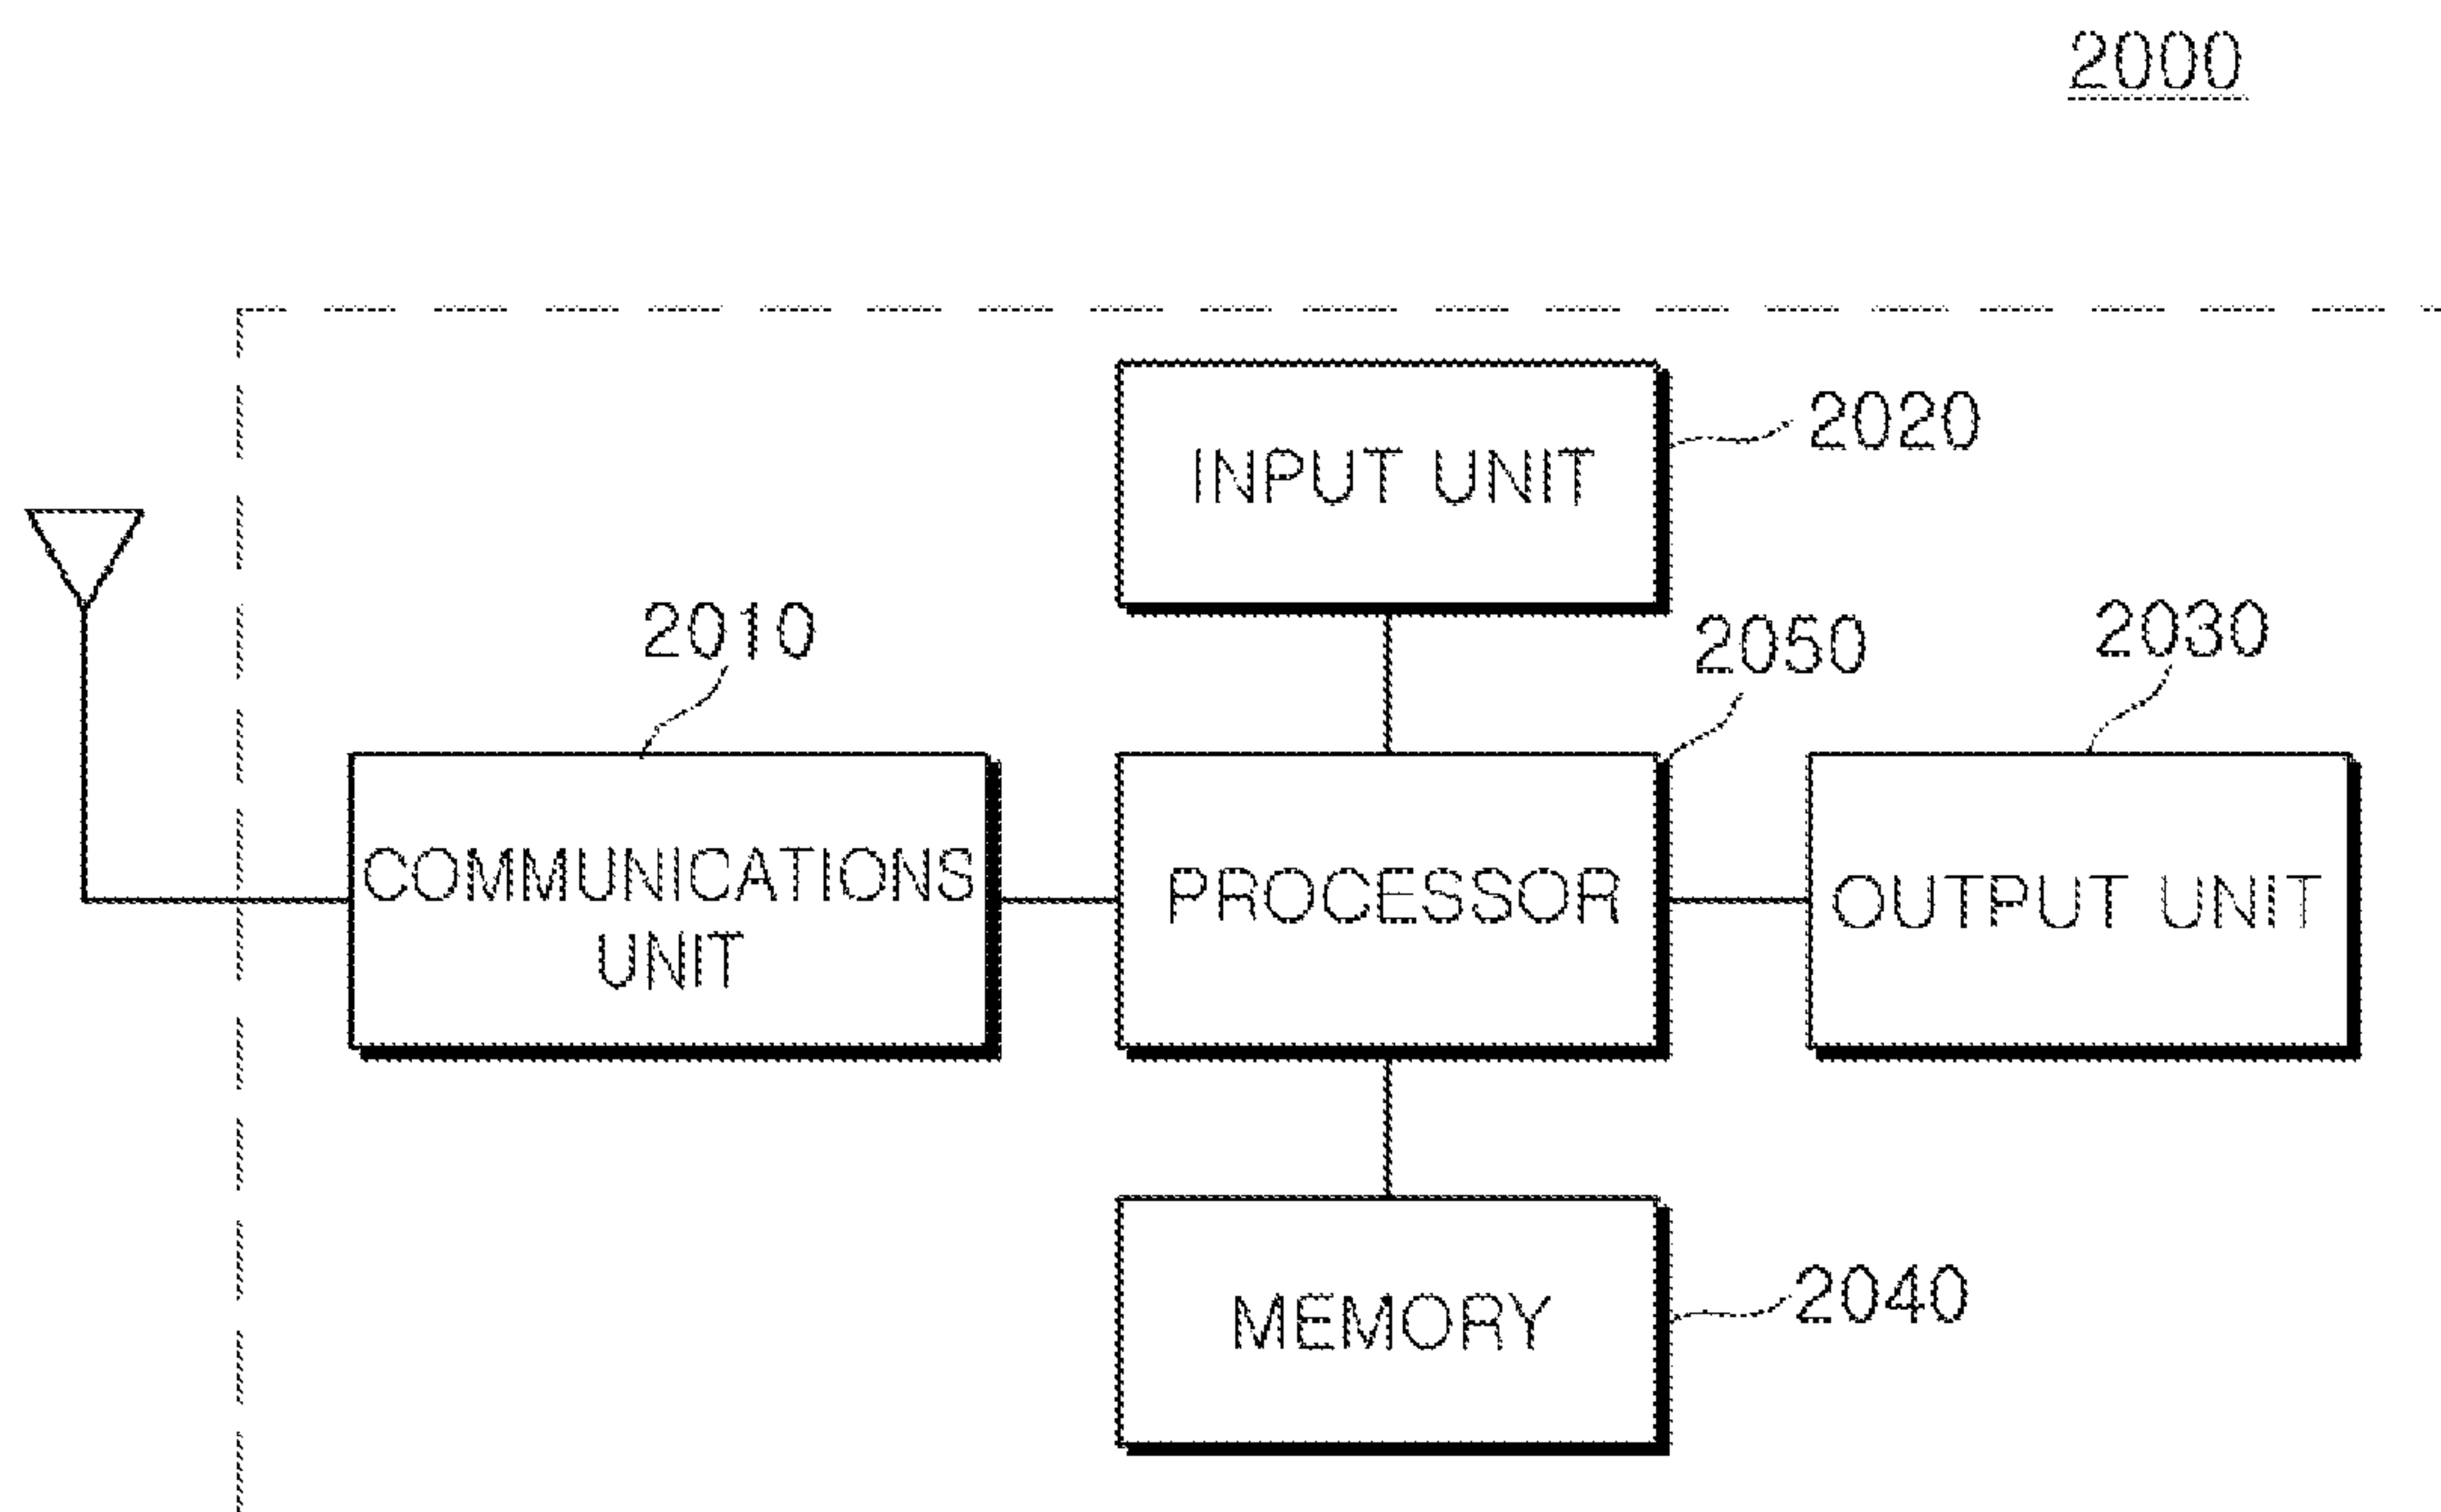 2000
INPUT UNIT
2020
2010
2050
2030
COMMUNICATIONS
UNIT
PROCESSOR
OUTPUT UNIT
MEMORY
2040